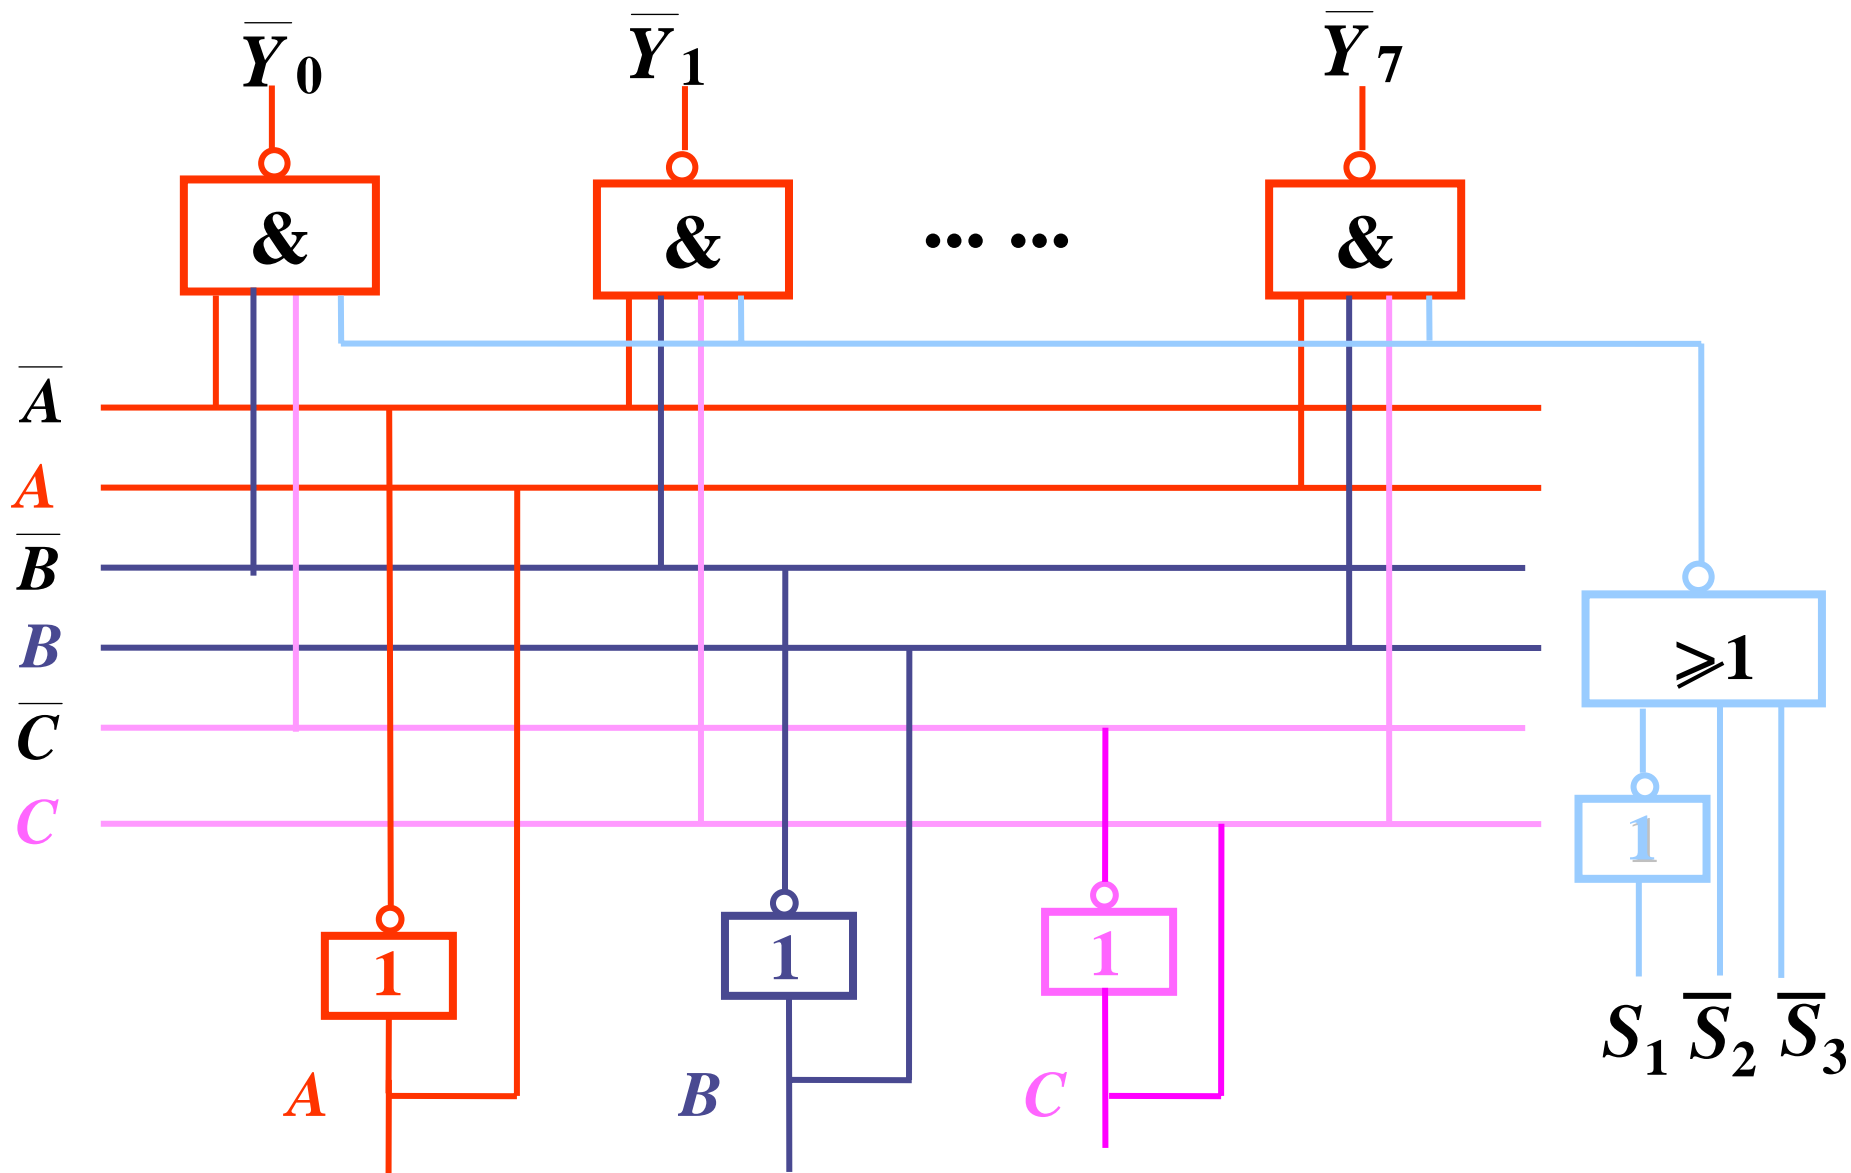 Y̅0 Y̅1 Y̅7
& & ••• ••• &
A̅
A
B̅
B
≥1
C̅
C
1
1 1 1
S1 S̅2 S̅3
A B C